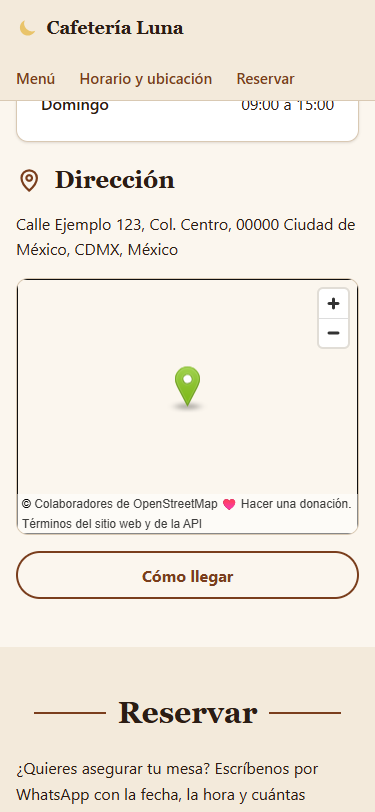 Cafetería Luna
Menú Horario y ubicación Reservar
Domingo 09:00 a 15:00
Dirección
Calle Ejemplo 123, Col. Centro, 00000 Ciudad de
México, CDMX, México
+
−
© Colaboradores de OpenStreetMap ♥ Hacer una donación.
Términos del sitio web y de la API
Cómo llegar
Reservar
¿Quieres asegurar tu mesa? Escríbenos por
WhatsApp con la fecha, la hora y cuántas